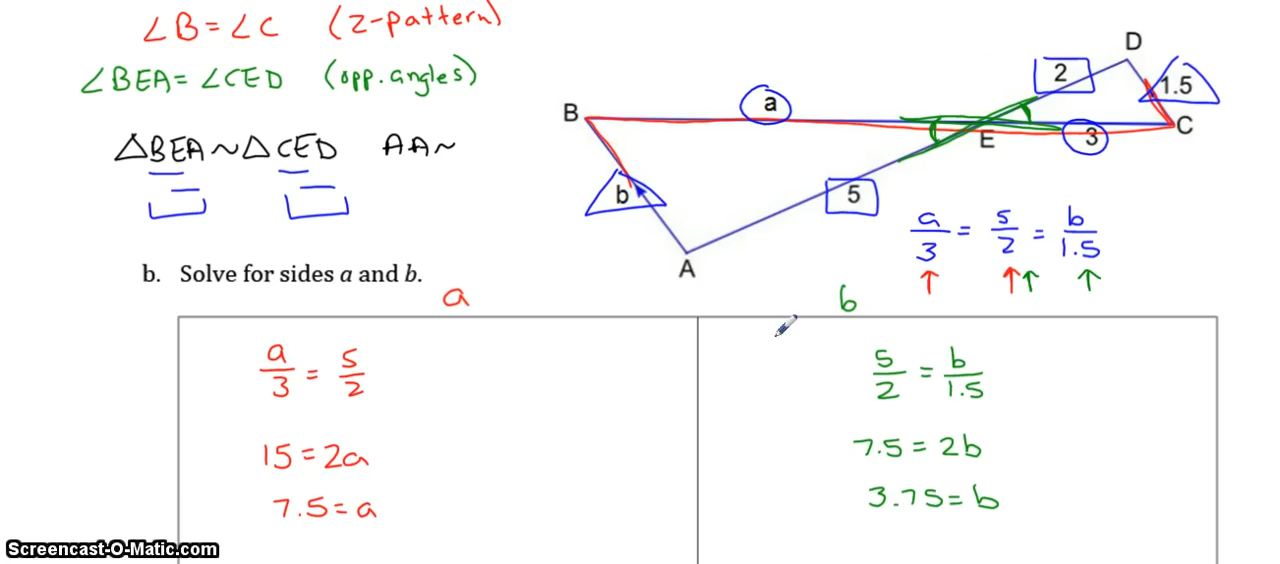 ∠B = ∠C (Z-pattern)
∠BEA = ∠CED (opp. angles)
△BEA ~ △CED AA~
D
2
1.5
B
a
E
3
C
b
5
A
a/3 = 5/2 = b/1.5
↑ ↑↑ ↑
b. Solve for sides a and b.
a
b
a/3 = 5/2
15 = 2a
7.5 = a
5/2 = b/1.5
7.5 = 2b
3.75 = b
Screencast-O-Matic.com